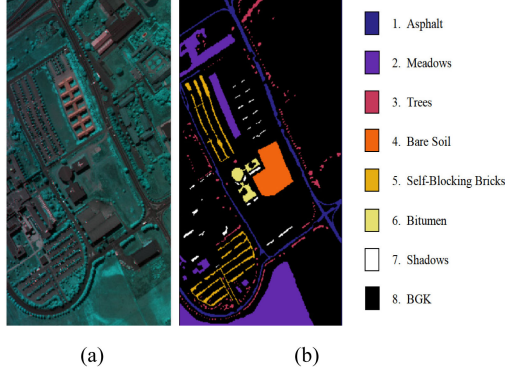 1. Asphalt
2. Meadows
3. Trees
4. Bare Soil
5. Self-Blocking Bricks
6. Bitumen
7. Shadows
8. BGK
(a)
(b)